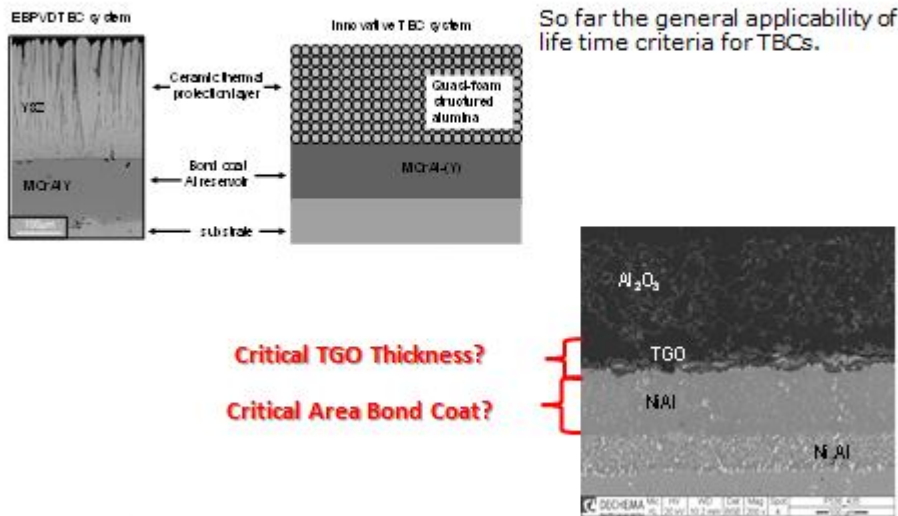 EBPVD TBC system
Innovative TBC system
So far the general applicability of
life time criteria for TBCs.
YSZ
Ceramic thermal
protection layer
Quasi-foam
structured
alumina
MCrAlY
Bond coat
Al reservoir
MCrAl-(Y)
substrate
Al₂O₃
Critical TGO Thickness?
TGO
Critical Area Bond Coat?
NiAl
DECHEMA